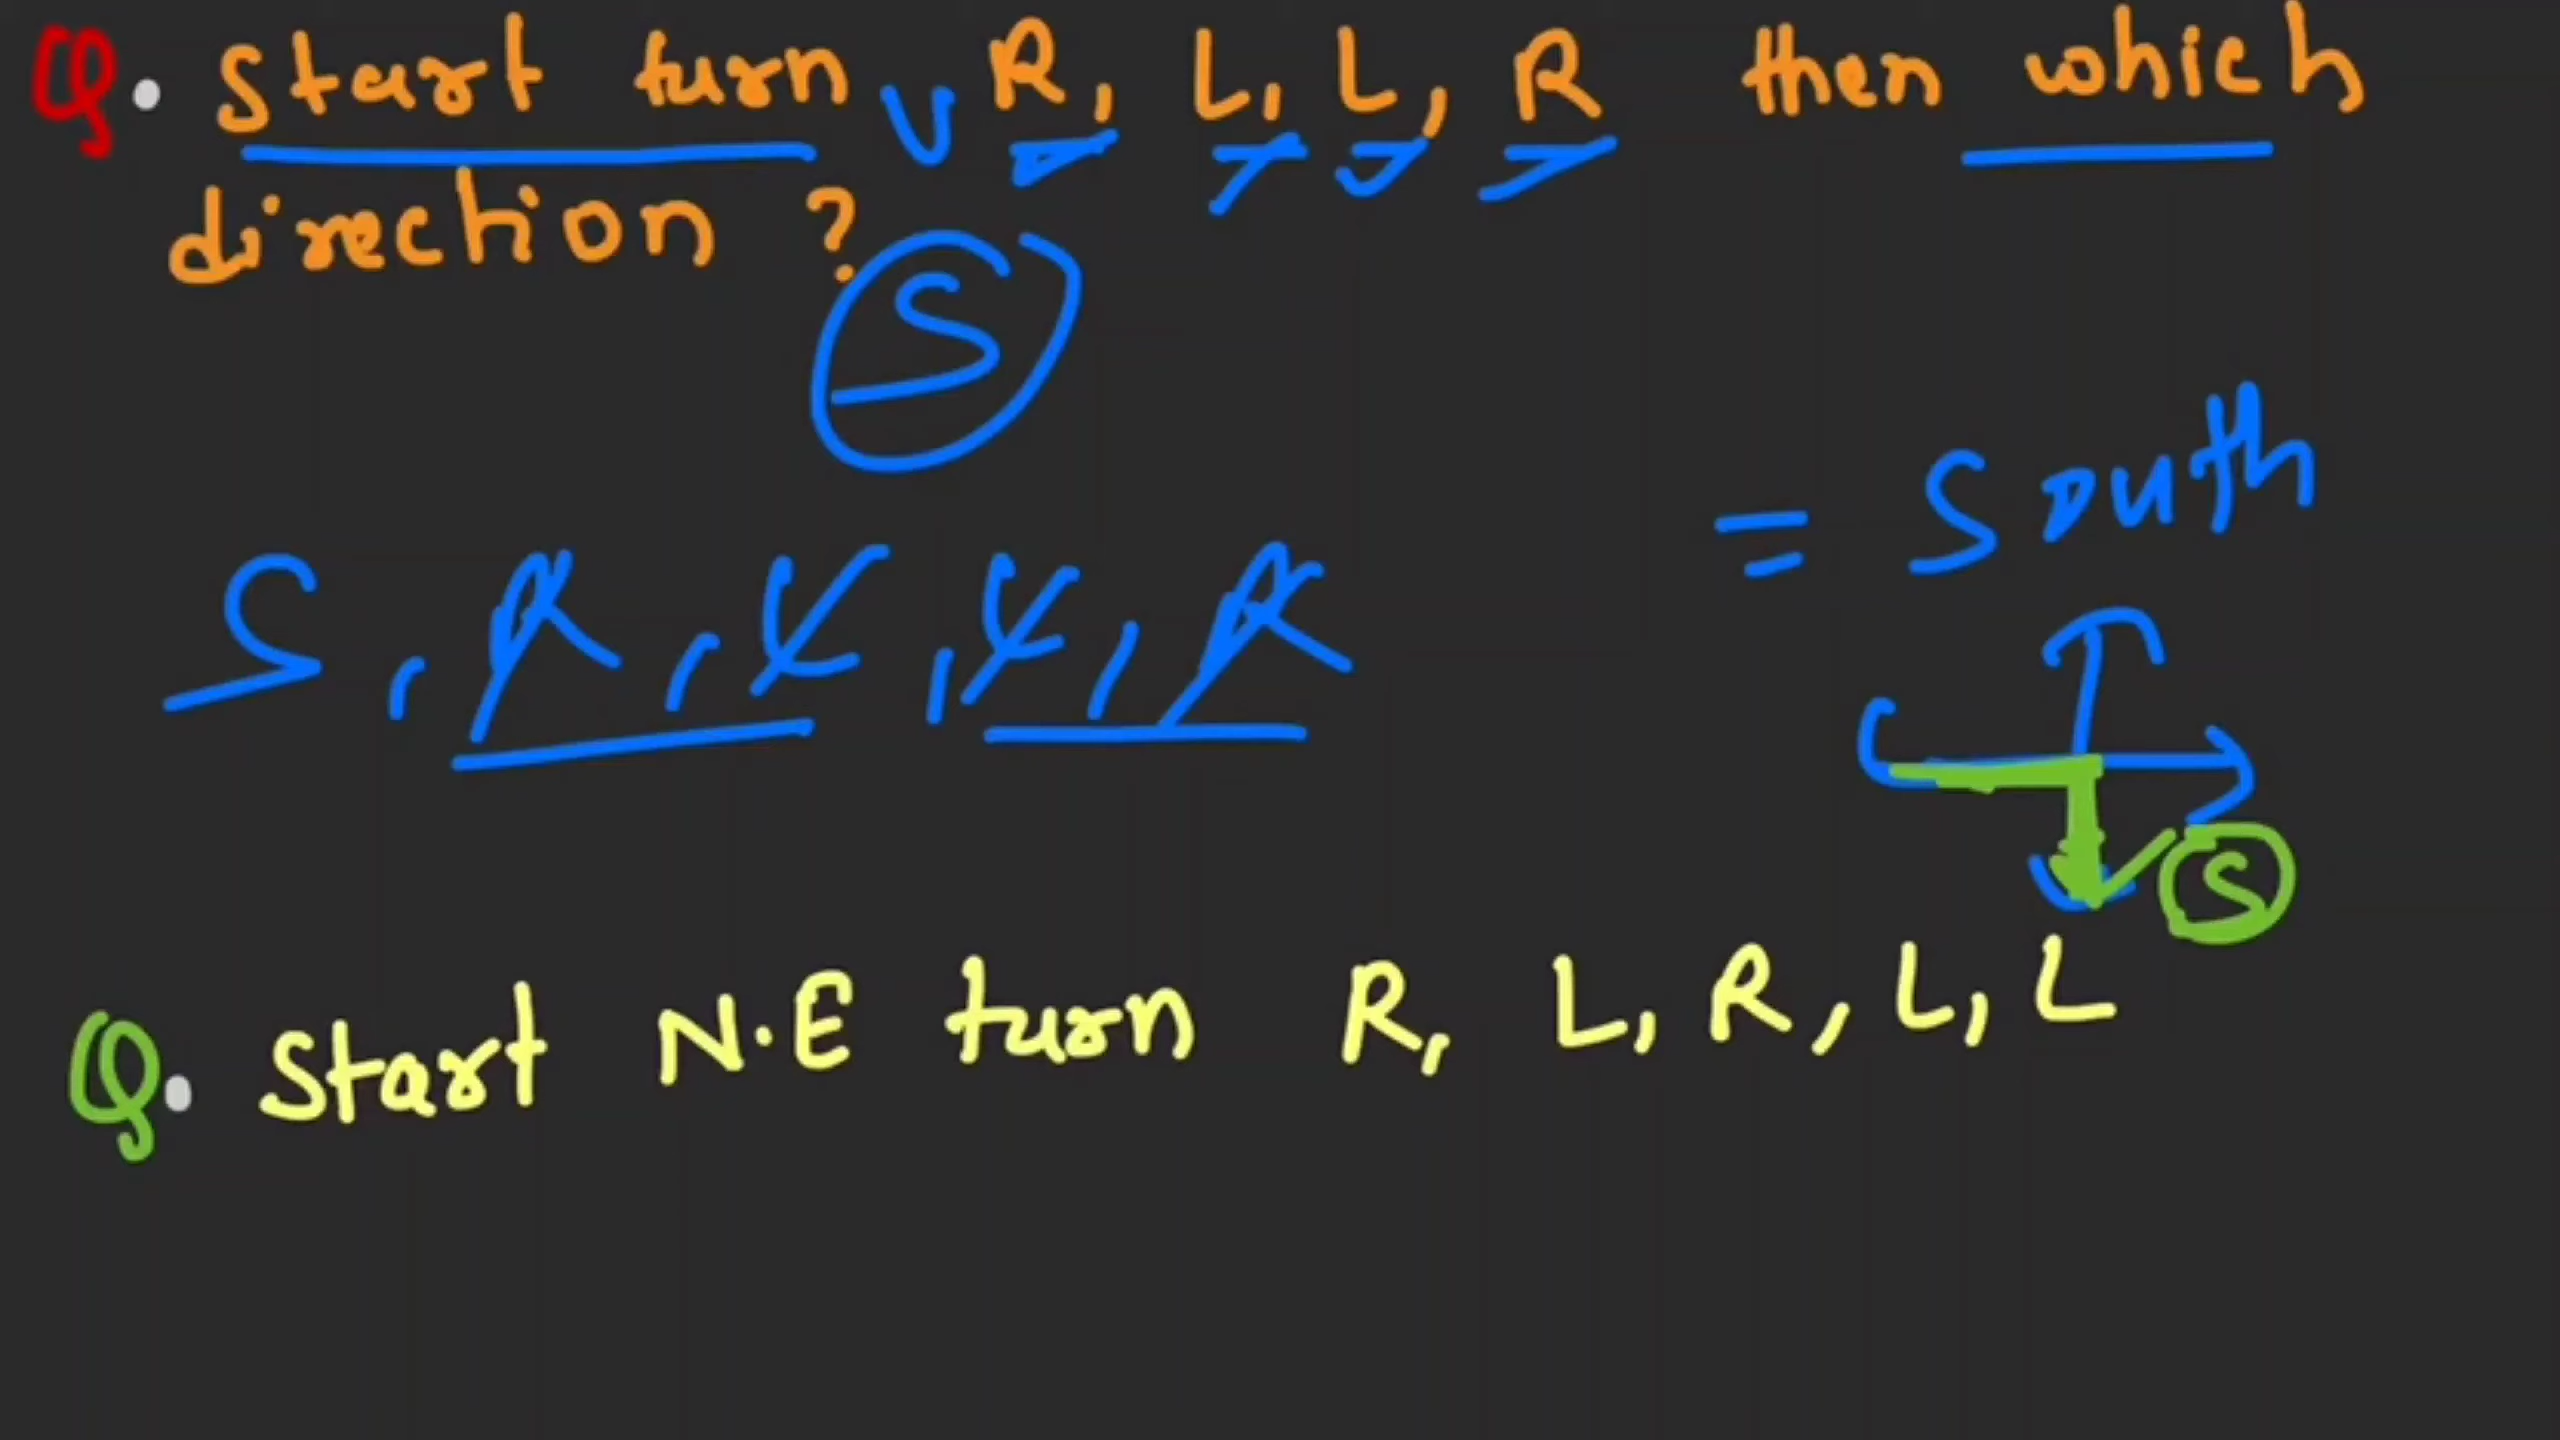 Q. Start turn R, L, L, R then which
direction ?
S
= South
S, R, L, L, R
S
Q. Start N.E turn R, L, R, L, L